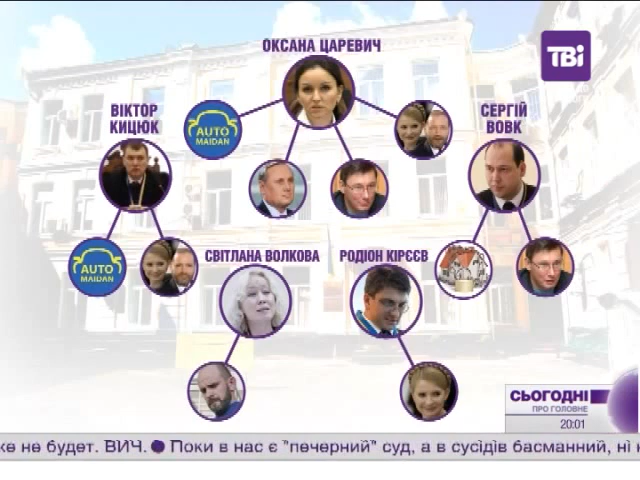 ОКСАНА ЦАРЕВИЧ
ТВі
ВІКТОР
КИЦЮК
AUTO
MAIDAN
СЕРГІЙ
ВОВК
СВІТЛАНА ВОЛКОВА
РОДІОН КІРЄЄВ
AUTO
MAIDAN
СЬОГОДНІ
ПРО ГОЛОВНЕ
20:01
же не будет. ВИЧ. Поки в нас є "печерний" суд, а в сусідів басманний, ні